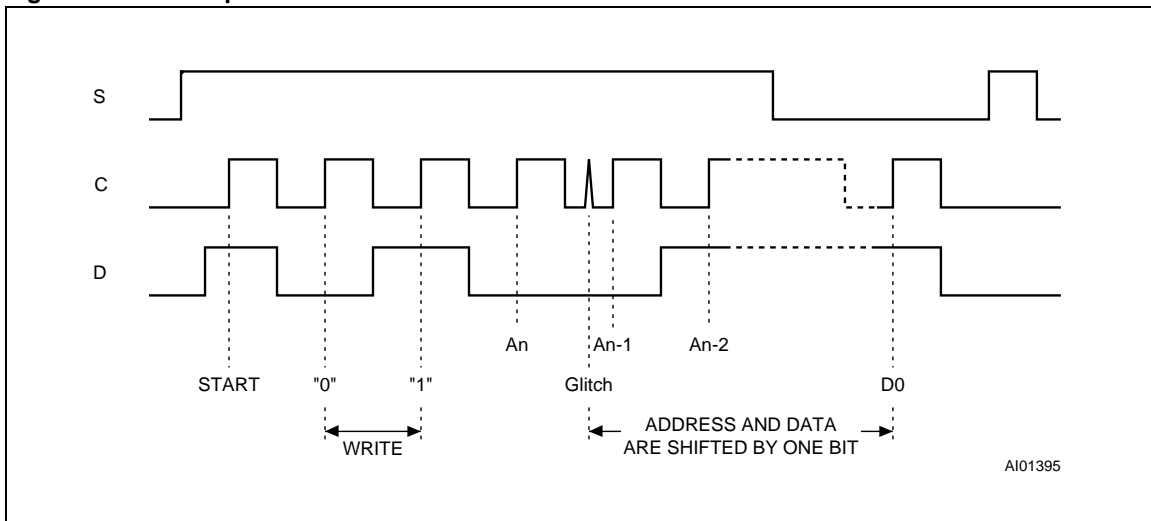 S
C
D
An An-1 An-2
START "0" "1" Glitch D0
WRITE
ADDRESS AND DATA
ARE SHIFTED BY ONE BIT
AI01395